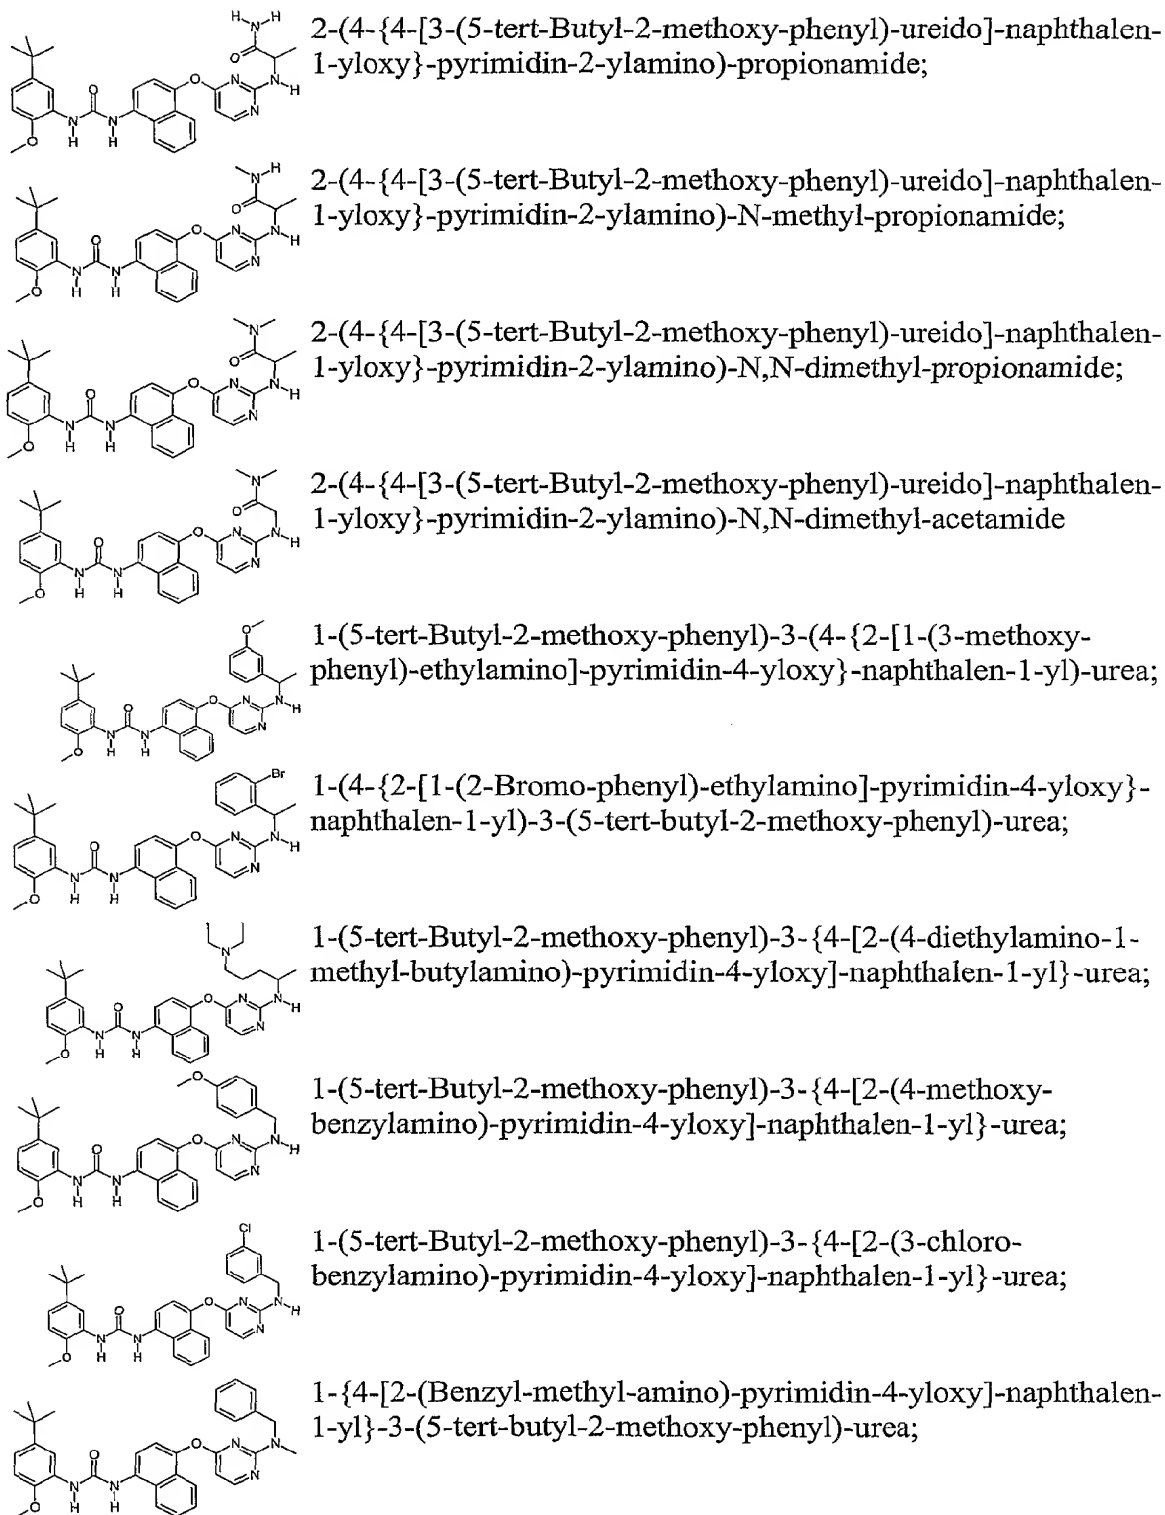 2-(4-{4-[3-(5-tert-Butyl-2-methoxy-phenyl)-ureido]-naphthalen-
1-yloxy}-pyrimidin-2-ylamino)-propionamide;
2-(4-{4-[3-(5-tert-Butyl-2-methoxy-phenyl)-ureido]-naphthalen-
1-yloxy}-pyrimidin-2-ylamino)-N-methyl-propionamide;
2-(4-{4-[3-(5-tert-Butyl-2-methoxy-phenyl)-ureido]-naphthalen-
1-yloxy}-pyrimidin-2-ylamino)-N,N-dimethyl-propionamide;
2-(4-{4-[3-(5-tert-Butyl-2-methoxy-phenyl)-ureido]-naphthalen-
1-yloxy}-pyrimidin-2-ylamino)-N,N-dimethyl-acetamide
1-(5-tert-Butyl-2-methoxy-phenyl)-3-(4-{2-[1-(3-methoxy-
phenyl)-ethylamino]-pyrimidin-4-yloxy}-naphthalen-1-yl)-urea;
1-(4-{2-[1-(2-Bromo-phenyl)-ethylamino]-pyrimidin-4-yloxy}-
naphthalen-1-yl)-3-(5-tert-butyl-2-methoxy-phenyl)-urea;
1-(5-tert-Butyl-2-methoxy-phenyl)-3-{4-[2-(4-diethylamino-1-
methyl-butylamino)-pyrimidin-4-yloxy]-naphthalen-1-yl}-urea;
1-(5-tert-Butyl-2-methoxy-phenyl)-3-{4-[2-(4-methoxy-
benzylamino)-pyrimidin-4-yloxy]-naphthalen-1-yl}-urea;
1-(5-tert-Butyl-2-methoxy-phenyl)-3-{4-[2-(3-chloro-
benzylamino)-pyrimidin-4-yloxy]-naphthalen-1-yl}-urea;
1-{4-[2-(Benzyl-methyl-amino)-pyrimidin-4-yloxy]-naphthalen-
1-yl}-3-(5-tert-butyl-2-methoxy-phenyl)-urea;